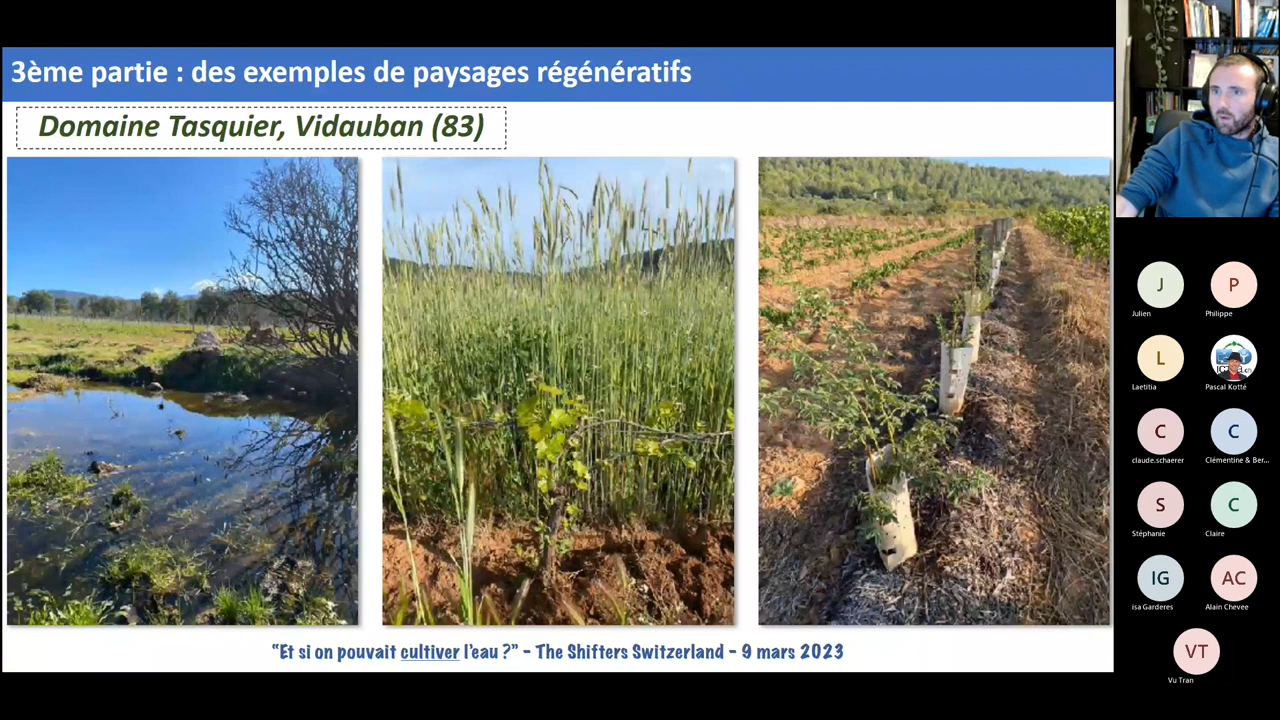 3ème partie : des exemples de paysages régénératifs
Domaine Tasquier, Vidauban (83)
"Et si on pouvait cultiver l'eau ?" - The Shifters Switzerland - 9 mars 2023
J
Julien
P
Philippe
L
Laetitia
Pascal Kotté
C
claude.schaerer
C
Clémentine & Ber...
S
Stéphanie
C
Claire
IG
isa Garderes
AC
Alain Chevee
VT
Vu Tran